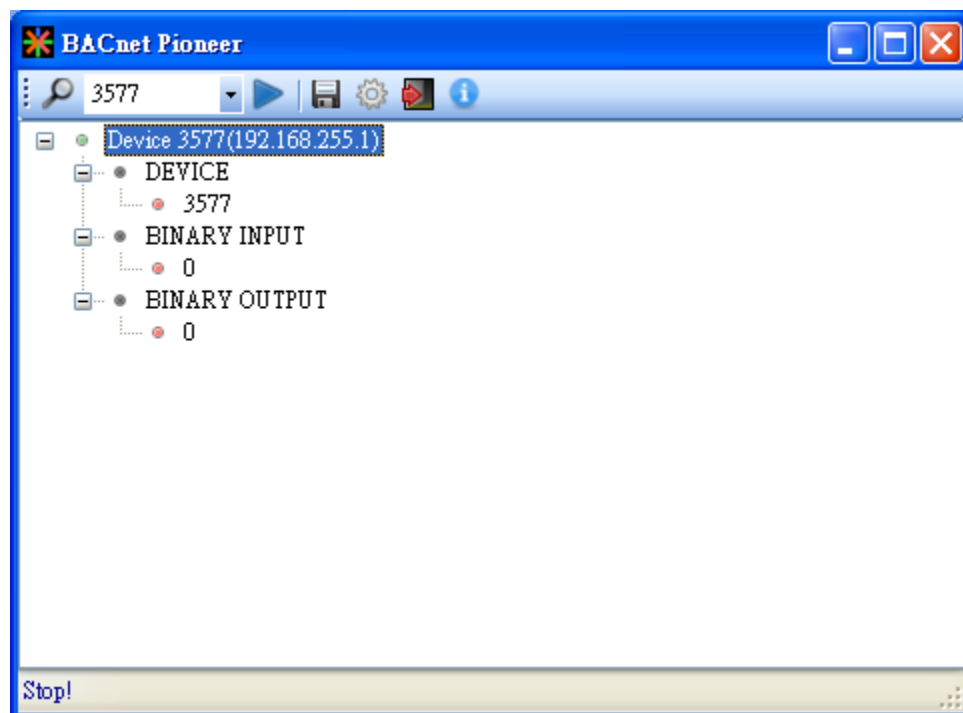 BACnet Pioneer
3577
Device 3577(192.168.255.1)
DEVICE
3577
BINARY INPUT
0
BINARY OUTPUT
0
Stop!